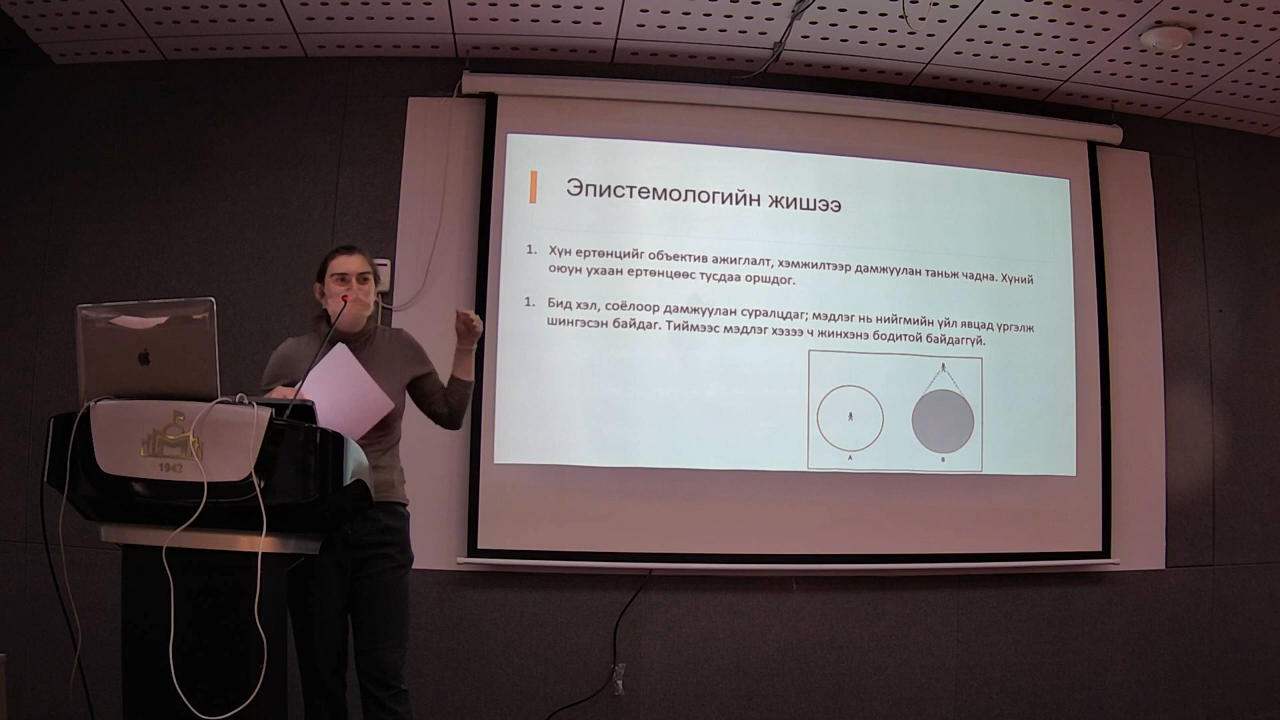 Эпистемологийн жишээ
1. Хүн ертөнцийг объектив ажиглалт, хэмжилтээр дамжуулан таньж чадна. Хүний
оюун ухаан ертөнцөөс тусдаа оршдог.
1. Бид хэл, соёлоор дамжуулан суралцдаг; мэдлэг нь нийгмийн үйл явцад үргэлж
шингэсэн байдаг. Тиймээс мэдлэг хэзээ ч жинхэнэ бодитой байдаггүй.
A B
1942